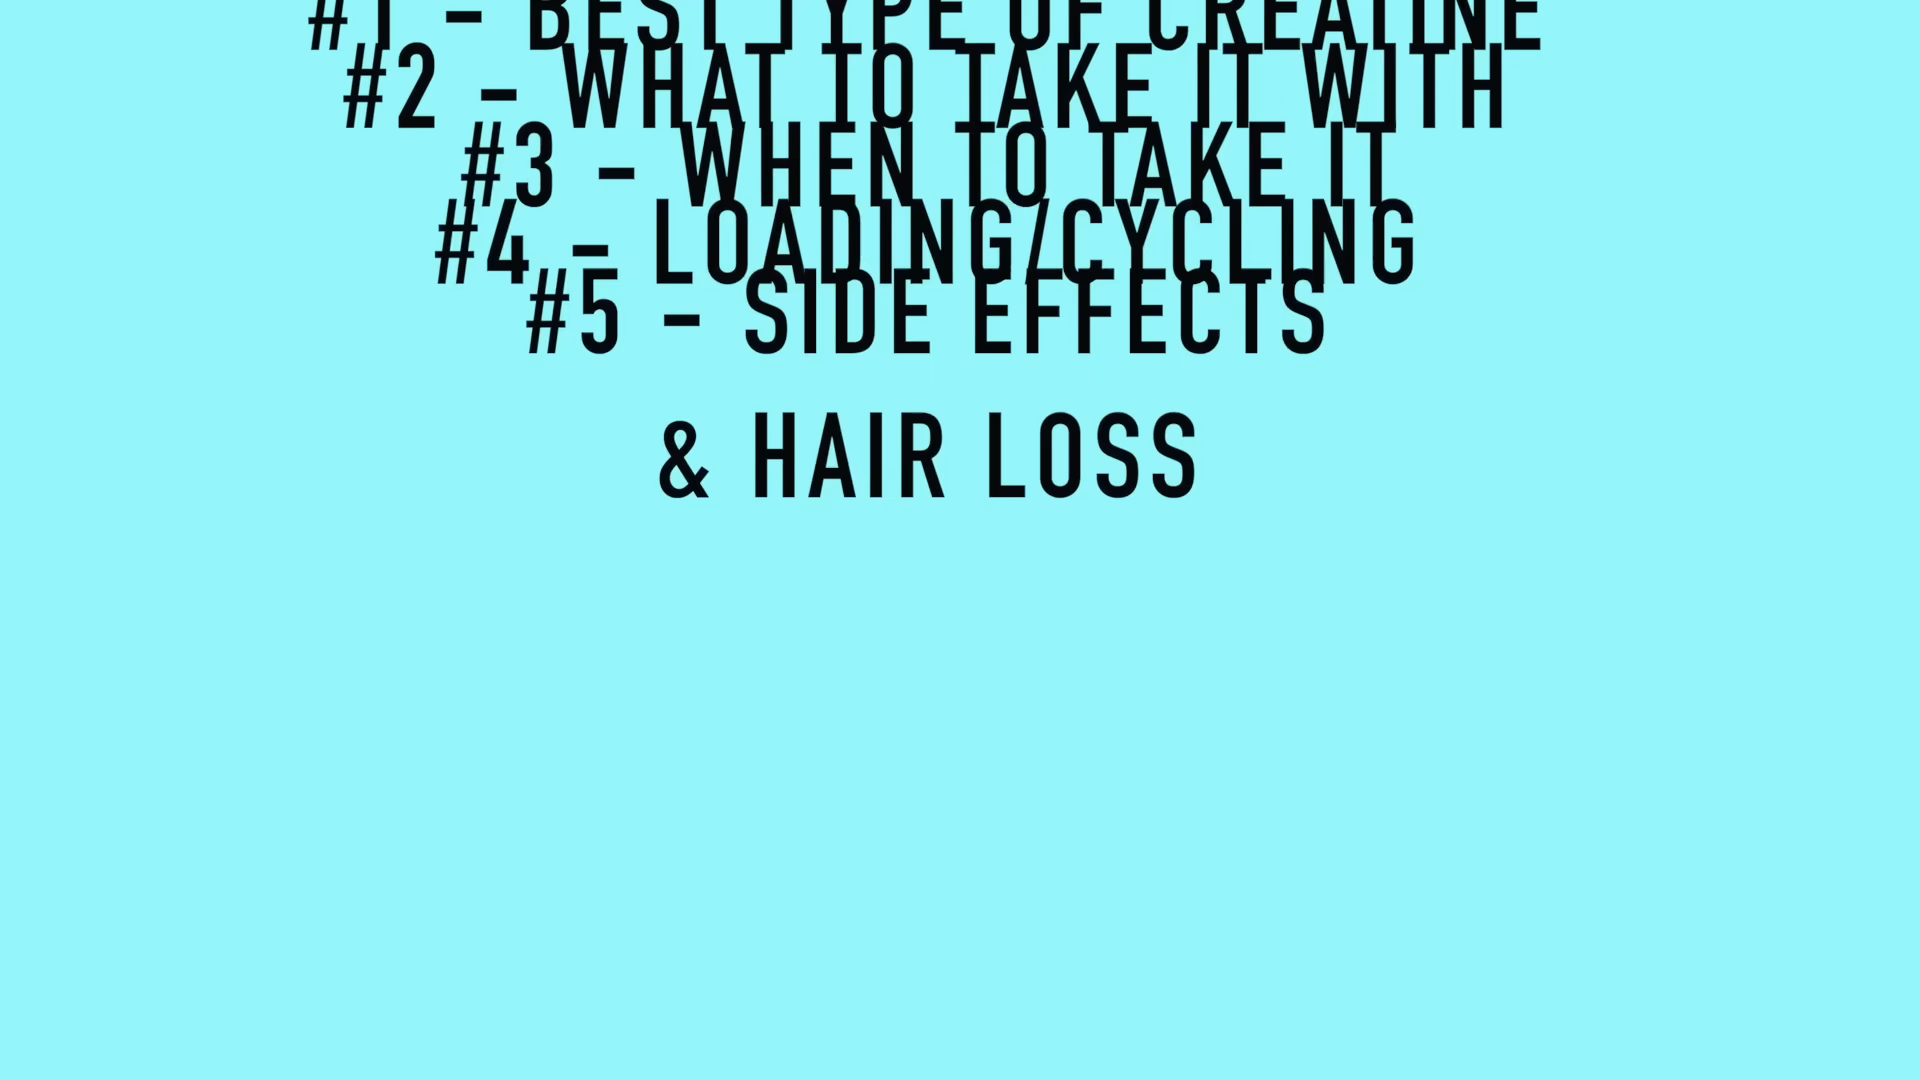 #1 - BEST TYPE OF CREATINE
#2 - WHAT TO TAKE IT WITH
#3 - WHEN TO TAKE IT
#4 - LOADING/CYCLING
#5 - SIDE EFFECTS
& HAIR LOSS